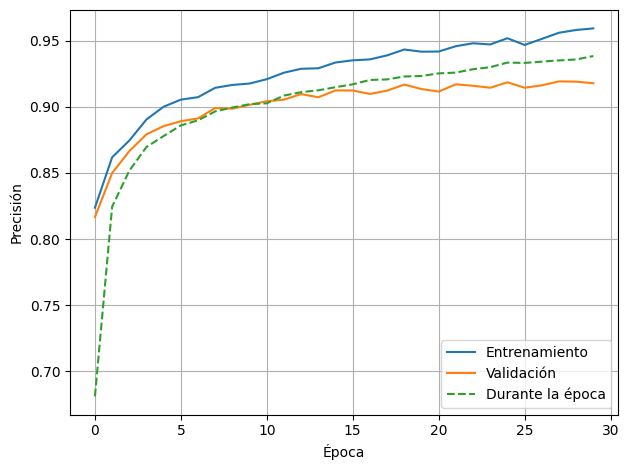 0.95
0.90
0.85
0.80
0.75
0.70
Precisión
0
5
10
15
20
25
30
Época
Entrenamiento
Validación
Durante la época